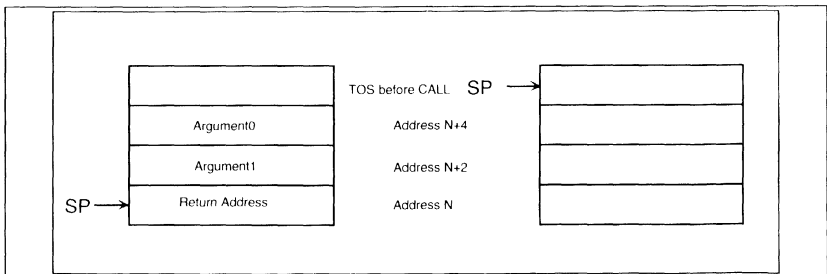 TOS before CALL SP
Argument0 Address N+4
Argument1 Address N+2
SP Return Address Address N